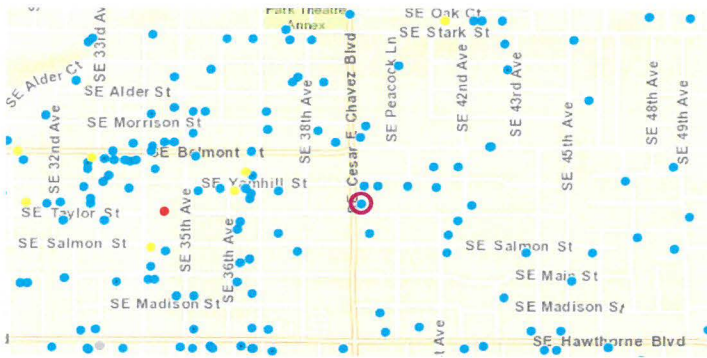 Park Theatre
Annex
SE Oak Ct
SE Stark St
SE 33rd Av
SE Alder Ct
SE Alder St
SE Morrison St
SE 38th Ave
SE Cesar E Chavez Blvd
SE Peacock Ln
SE 42nd Ave
SE 43rd Ave
SE 45th Ave
SE 48th Ave
SE 49th Ave
SE 32nd Ave
SE Belmont St
SE Yamhill St
SE Taylor St
SE 35th Ave
SE 36th Ave
SE Salmon St
SE Salmon St
SE Main St
SE Madison St
SE Madison St
SE Hawthorne Blvd
t Ave